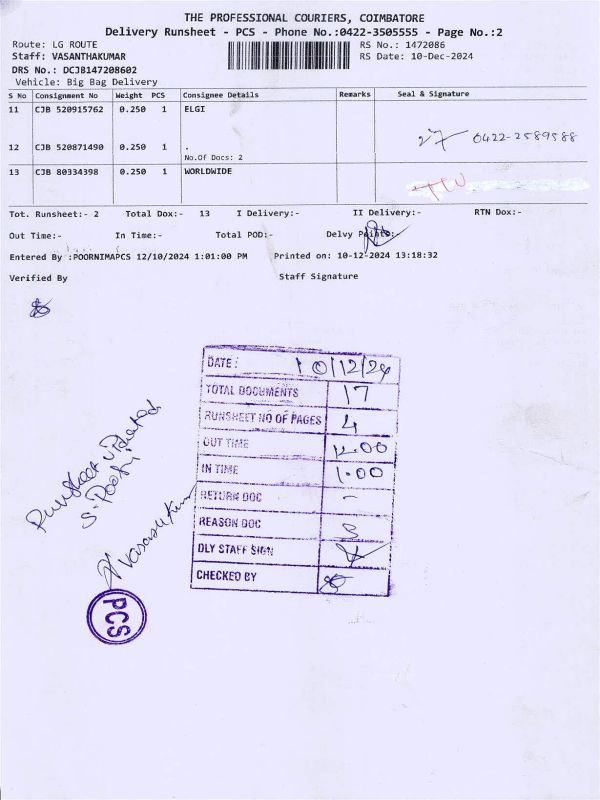 THE PROFESSIONAL COURIERS, COIMBATORE
Delivery Runsheet - PCS - Phone No.:0422-3505555 - Page No.:2
Route: LG ROUTE
RS No.: 1472086
Staff: VASANTHAKUMAR
RS Date: 10-Dec-2024
DRS No.: DCJB147208602
Vehicle: Big Bag Delivery
S No Consignment No Weight PCS Consignee Details Remarks Seal & Signature
11 CJB 520915762 0.250 1 ELGI
0422-2589588
12 CJB 520871490 0.250 1 .
No.Of Docs: 2
13 CJB 80334398 0.250 1 WORLDWIDE
Tot. Runsheet:- 2 Total Dox:- 13 I Delivery:- II Delivery:- RTN Dox:-
Out Time:- In Time:- Total POD:- Delvy Points:-
Entered By :POORNIMAPCS 12/10/2024 1:01:00 PM Printed on: 10-12-2024 13:18:32
Verified By Staff Signature
DATE: 10/12/24
TOTAL DOCUMENTS 17
RUNSHEET NO OF PAGES 4
OUT TIME 12.00
IN TIME 1.00
RETURN DOC -
REASON DOC
DLY STAFF SIGN
CHECKED BY
Runsheet
PCS